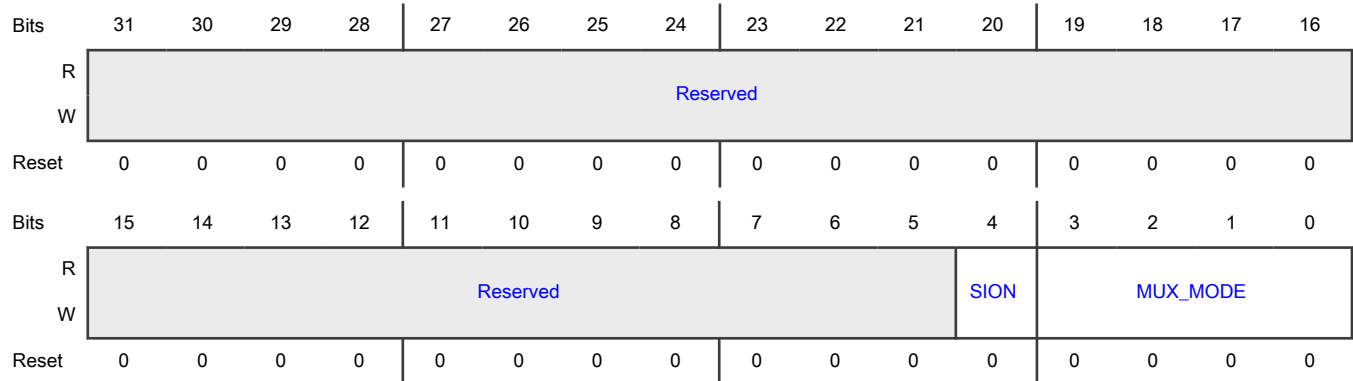 Bits 31 30 29 28 27 26 25 24 23 22 21 20 19 18 17 16
R
Reserved
W
Reset 0 0 0 0 0 0 0 0 0 0 0 0 0 0 0 0
Bits 15 14 13 12 11 10 9 8 7 6 5 4 3 2 1 0
R
Reserved SION MUX_MODE
W
Reset 0 0 0 0 0 0 0 0 0 0 0 0 0 0 0 0